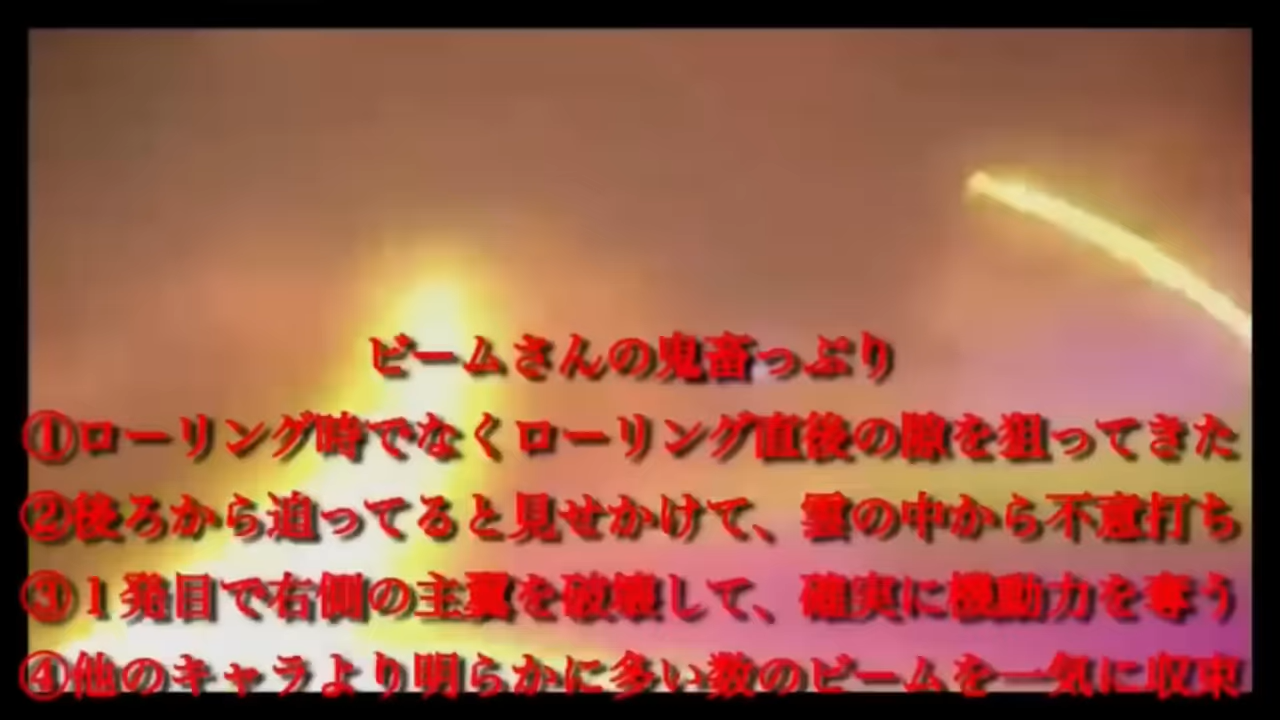 ビームさんの鬼畜っぷり
①ローリング時でなくローリング直後の隙を狙ってきた
②後ろから迫ってると見せかけて、雲の中から不意打ち
③１発目で右側の主翼を破壊して、確実に機動力を奪う
④他のキャラより明らかに多い数のビームを一気に収束